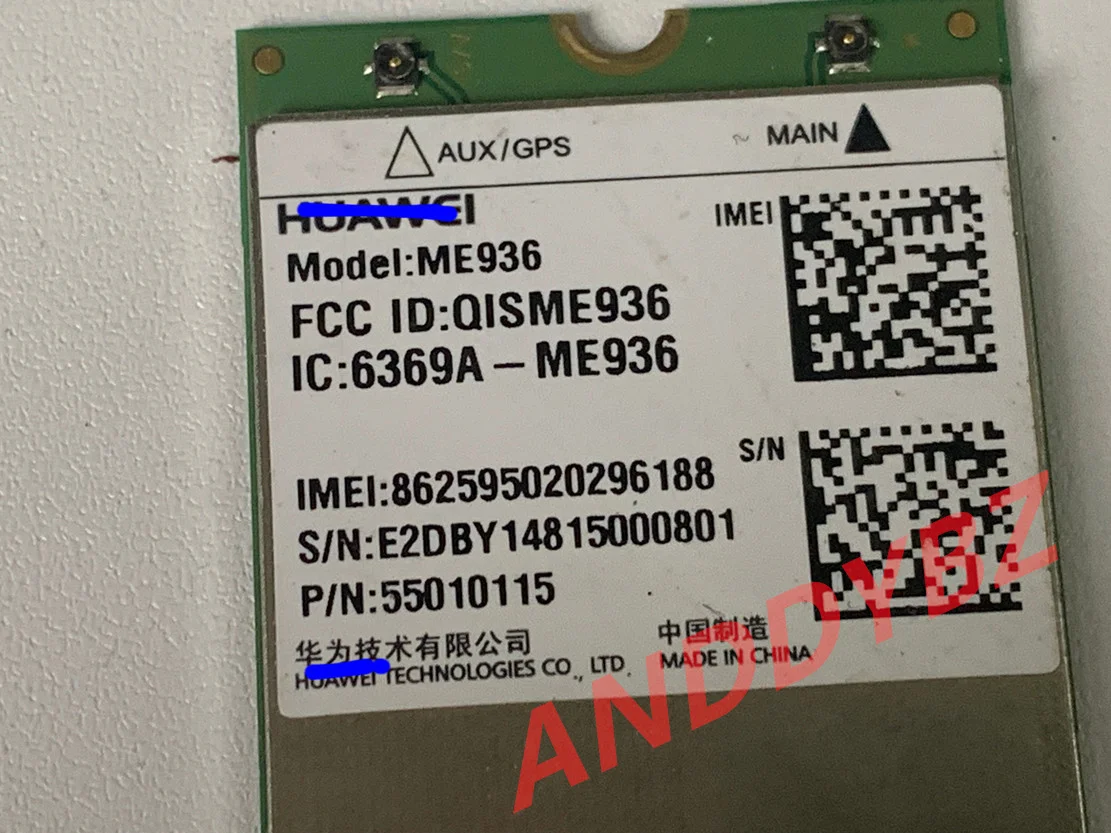 AUX/GPS
MAIN
HUAWEI
IMEI
Model:ME936
FCC ID:QISME936
IC:6369A – ME936
S/N
IMEI:862595020296188
S/N:E2DBY14815000801
P/N:55010115
华为技术有限公司
中国制造
HUAWEI TECHNOLOGIES CO., LTD.
MADE IN CHINA
ANDDYBZ